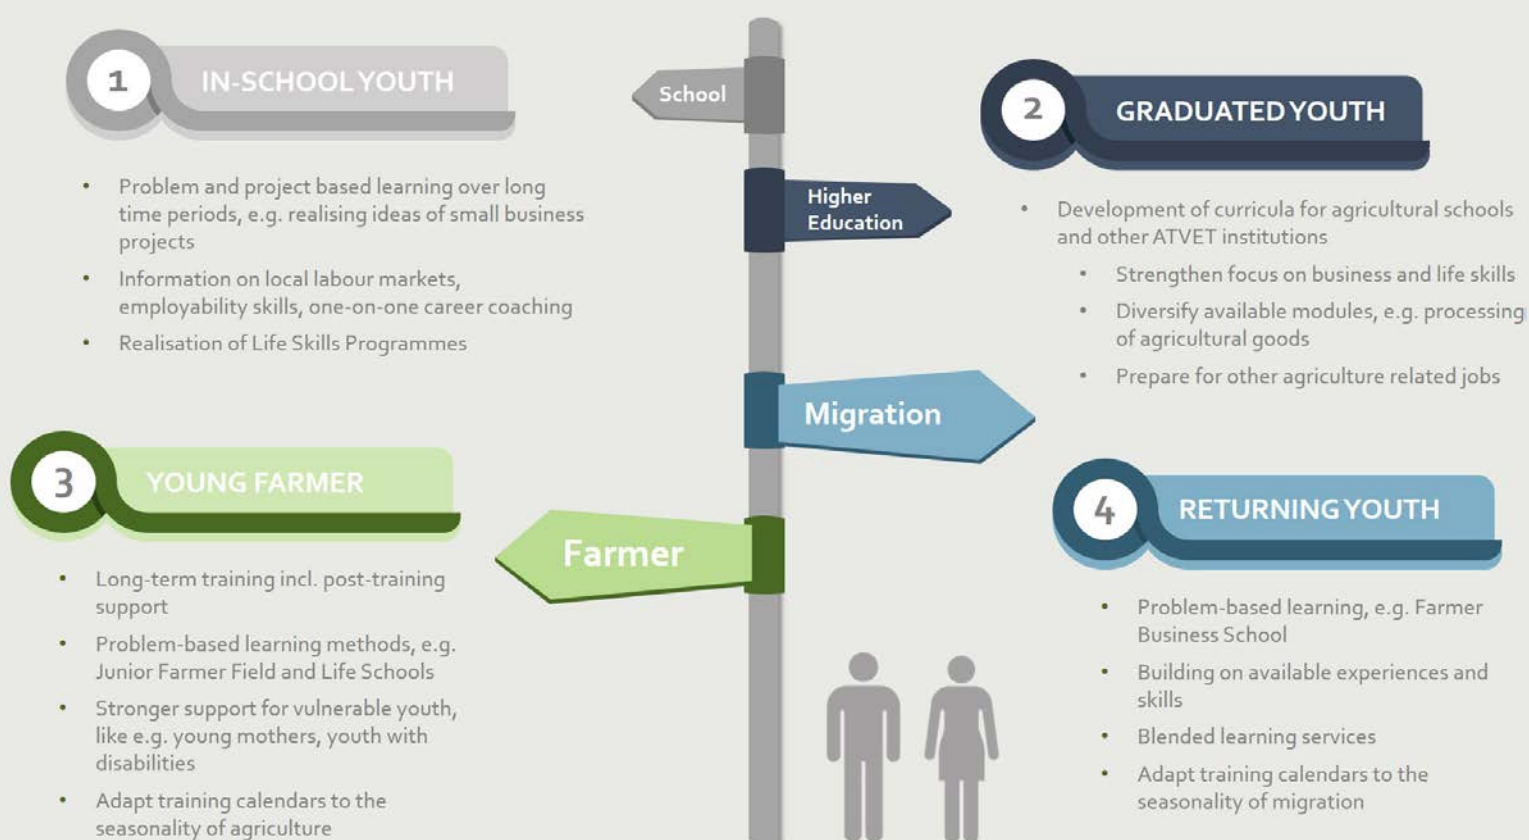 1
IN-SCHOOL YOUTH
• Problem and project based learning over long
time periods, e.g. realising ideas of small business
projects
• Information on local labour markets,
employability skills, one-on-one career coaching
• Realisation of Life Skills Programmes
School
Higher
Education
Migration
Farmer
2
GRADUATED YOUTH
• Development of curricula for agricultural schools
and other ATVET institutions
• Strengthen focus on business and life skills
• Diversify available modules, e.g. processing
of agricultural goods
• Prepare for other agriculture related jobs
3
YOUNG FARMER
• Long-term training incl. post-training
support
• Problem-based learning methods, e.g.
Junior Farmer Field and Life Schools
• Stronger support for vulnerable youth,
like e.g. young mothers, youth with
disabilities
• Adapt training calendars to the
seasonality of agriculture
4
RETURNING YOUTH
• Problem-based learning, e.g. Farmer
Business School
• Building on available experiences and
skills
• Blended learning services
• Adapt training calendars to the
seasonality of migration